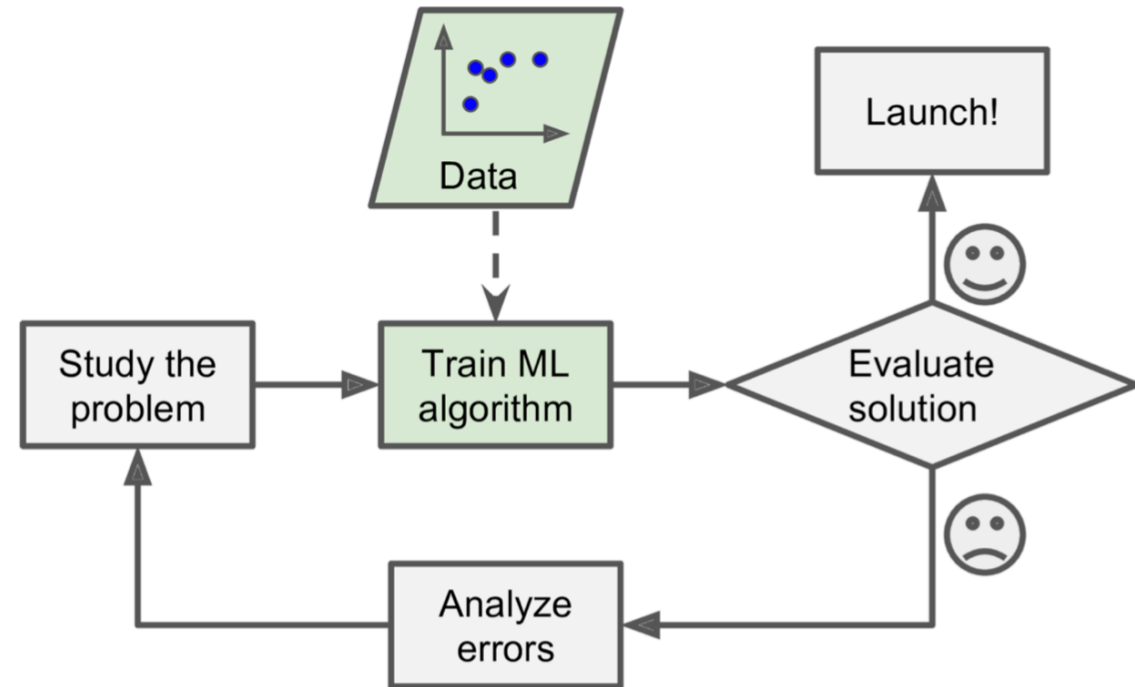 Data
Launch!
Study the
problem
Train ML
algorithm
Evaluate
solution
Analyze
errors